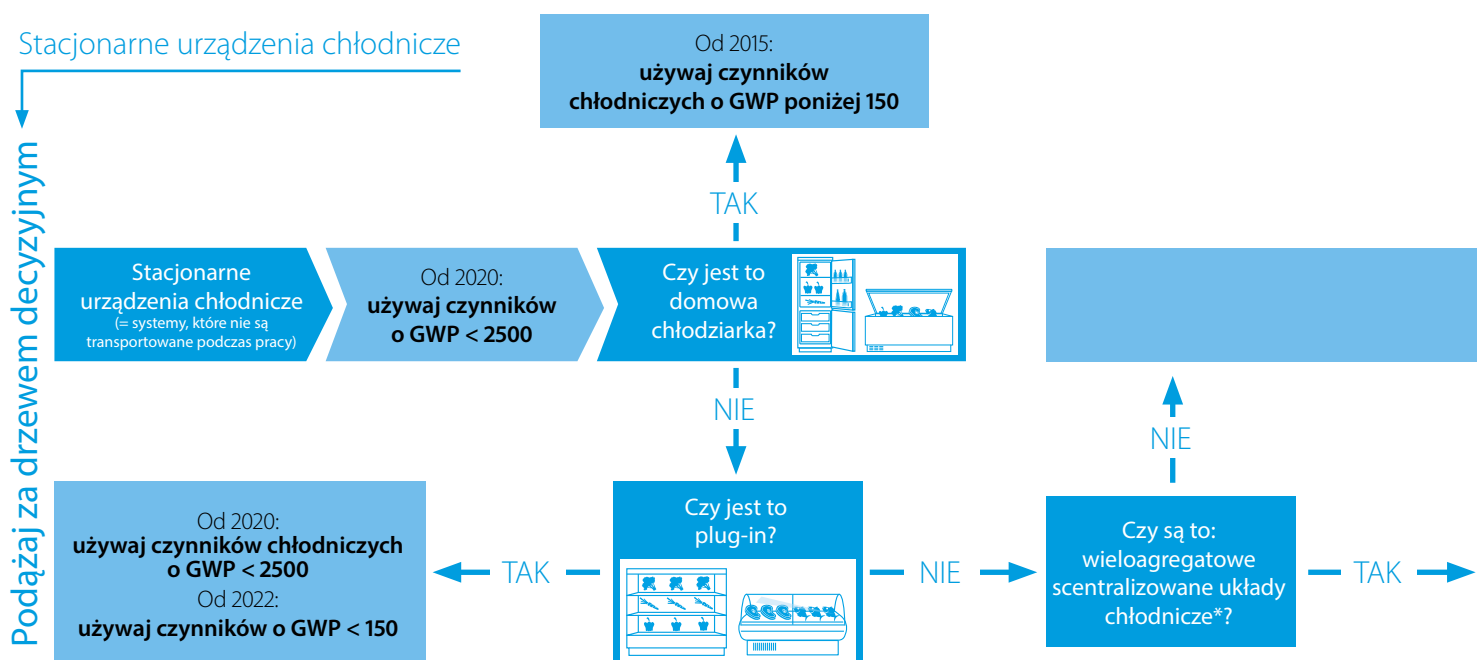 Stacjonarne urządzenia chłodnicze
Podążaj za drzewem decyzyjnym
Od 2015:
używaj czynników
chłodniczych o GWP poniżej 150
TAK
Stacjonarne
urządzenia chłodnicze
(= systemy, które nie są
transportowane podczas pracy)
Od 2020:
używaj czynników
o GWP < 2500
Czy jest to
domowa
chłodziarka?
NIE
NIE
Od 2020:
używaj czynników chłodniczych
o GWP < 2500
Od 2022:
używaj czynników o GWP < 150
TAK
Czy jest to
plug-in?
NIE
Czy są to:
wieloagregatowe
scentralizowane układy
chłodnicze*?
TAK